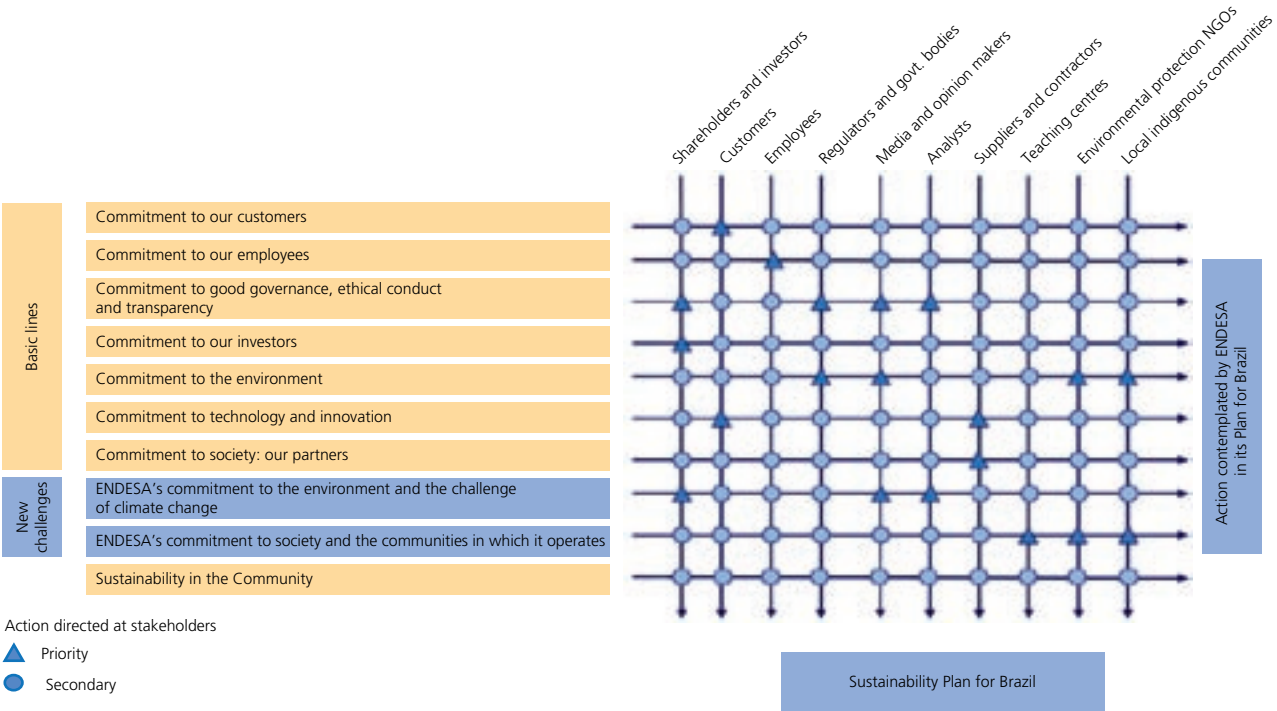 Shareholders and investors
Customers
Employees
Regulators and govt. bodies
Media and opinion makers
Analysts
Suppliers and contractors
Teaching centres
Environmental protection NGOs
Local indigenous communities
Basic lines
Commitment to our customers
Commitment to our employees
Commitment to good governance, ethical conduct
and transparency
Commitment to our investors
Commitment to the environment
Commitment to technology and innovation
Commitment to society: our partners
New
challenges
ENDESA’s commitment to the environment and the challenge
of climate change
ENDESA’s commitment to society and the communities in which it operates
Sustainability in the Community
Action contemplated by ENDESA
in its Plan for Brazil
Action directed at stakeholders
Priority
Secondary
Sustainability Plan for Brazil